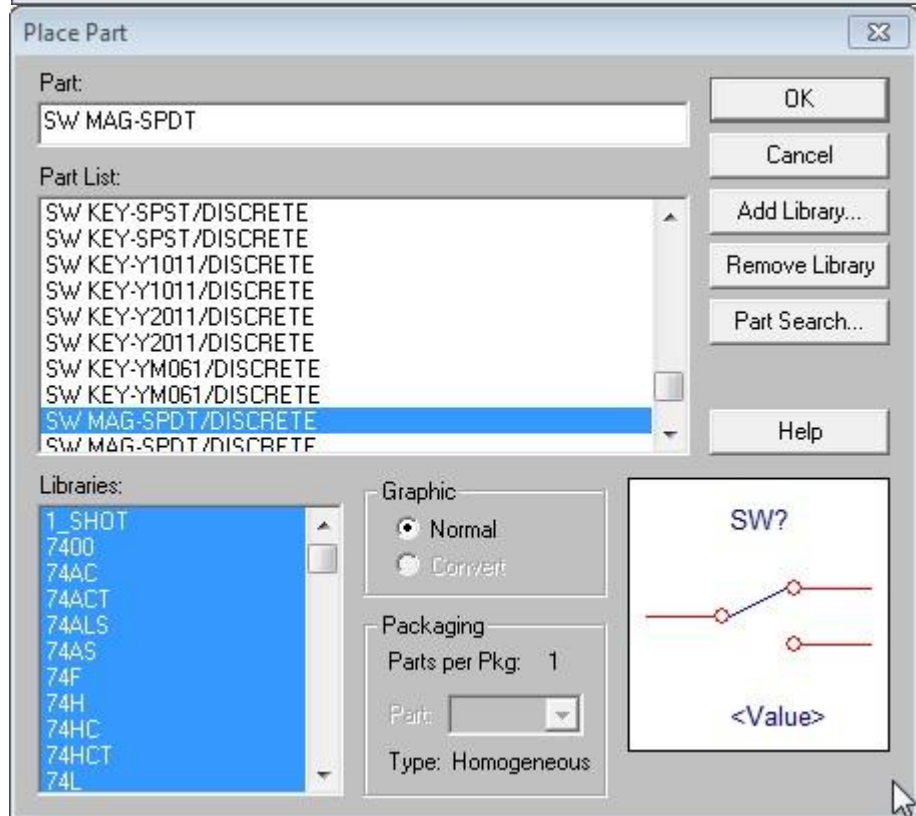 Place Part
Part:
SW MAG-SPDT
OK
Cancel
Part List:
SW KEY-SPST/DISCRETE
SW KEY-SPST/DISCRETE
SW KEY-Y1011/DISCRETE
SW KEY-Y1011/DISCRETE
SW KEY-Y2011/DISCRETE
SW KEY-Y2011/DISCRETE
SW KEY-YM061/DISCRETE
SW KEY-YM061/DISCRETE
SW MAG-SPDT/DISCRETE
SW MAG-SPDT/DISCRETE
Add Library...
Remove Library
Part Search...
Help
Libraries:
1_SHOT
7400
74AC
74ACT
74ALS
74AS
74F
74H
74HC
74HCT
74L
Graphic
Normal
Convert
Packaging
Parts per Pkg: 1
Part:
Type: Homogeneous
SW?
<Value>